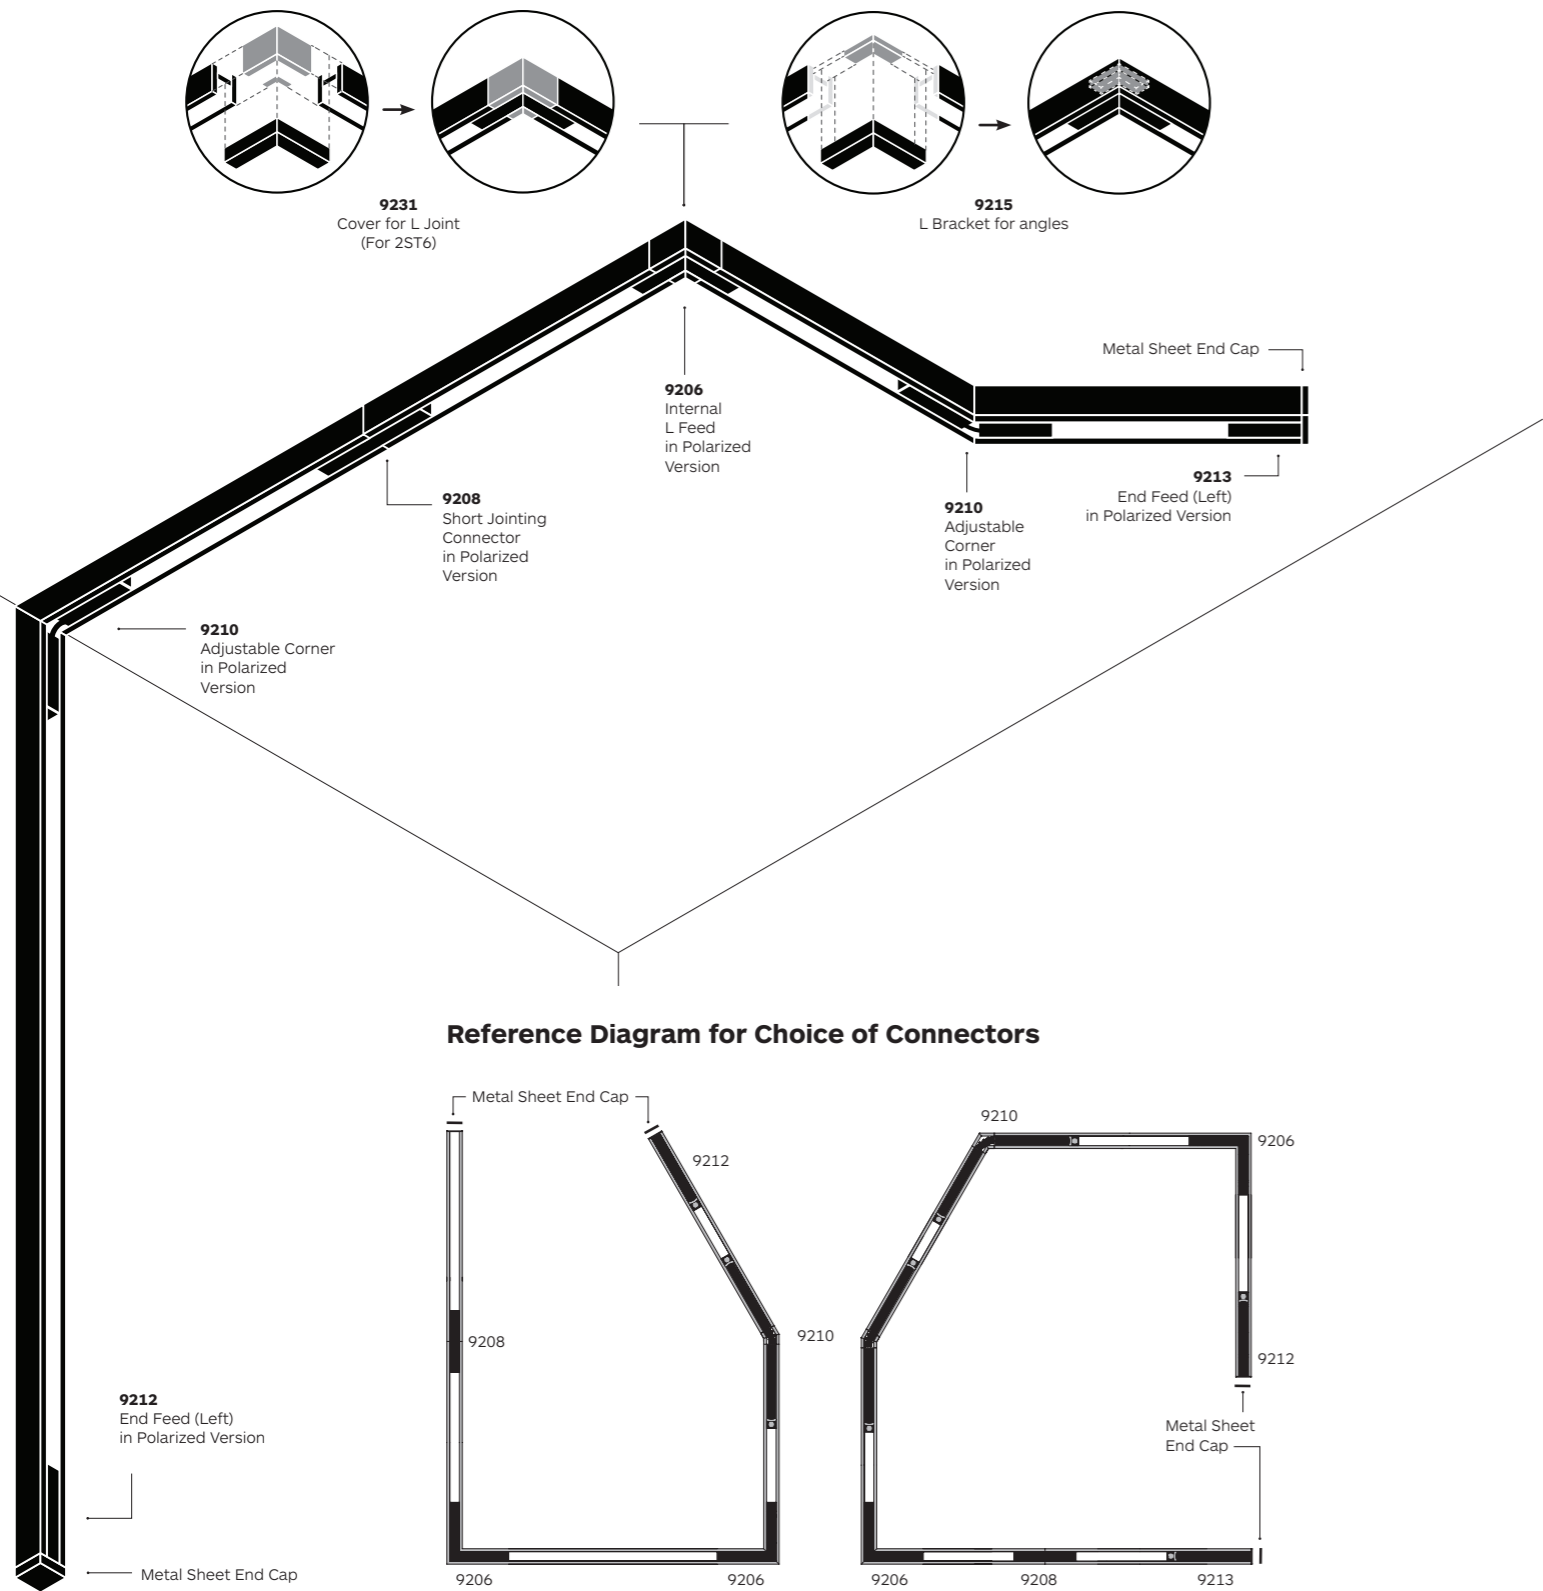 9231
Cover for L Joint
(For 2ST6)
9215
L Bracket for angles
Metal Sheet End Cap
9206
Internal
L Feed
in Polarized
Version
9213
End Feed (Left)
in Polarized Version
9208
Short Jointing
Connector
in Polarized
Version
9210
Adjustable
Corner
in Polarized
Version
9210
Adjustable Corner
in Polarized
Version
9212
End Feed (Left)
in Polarized Version
Metal Sheet End Cap
Reference Diagram for Choice of Connectors
Metal Sheet End Cap
9212
9208
9210
9206
9206
9210
9206
9212
Metal Sheet
End Cap
9206
9208
9213